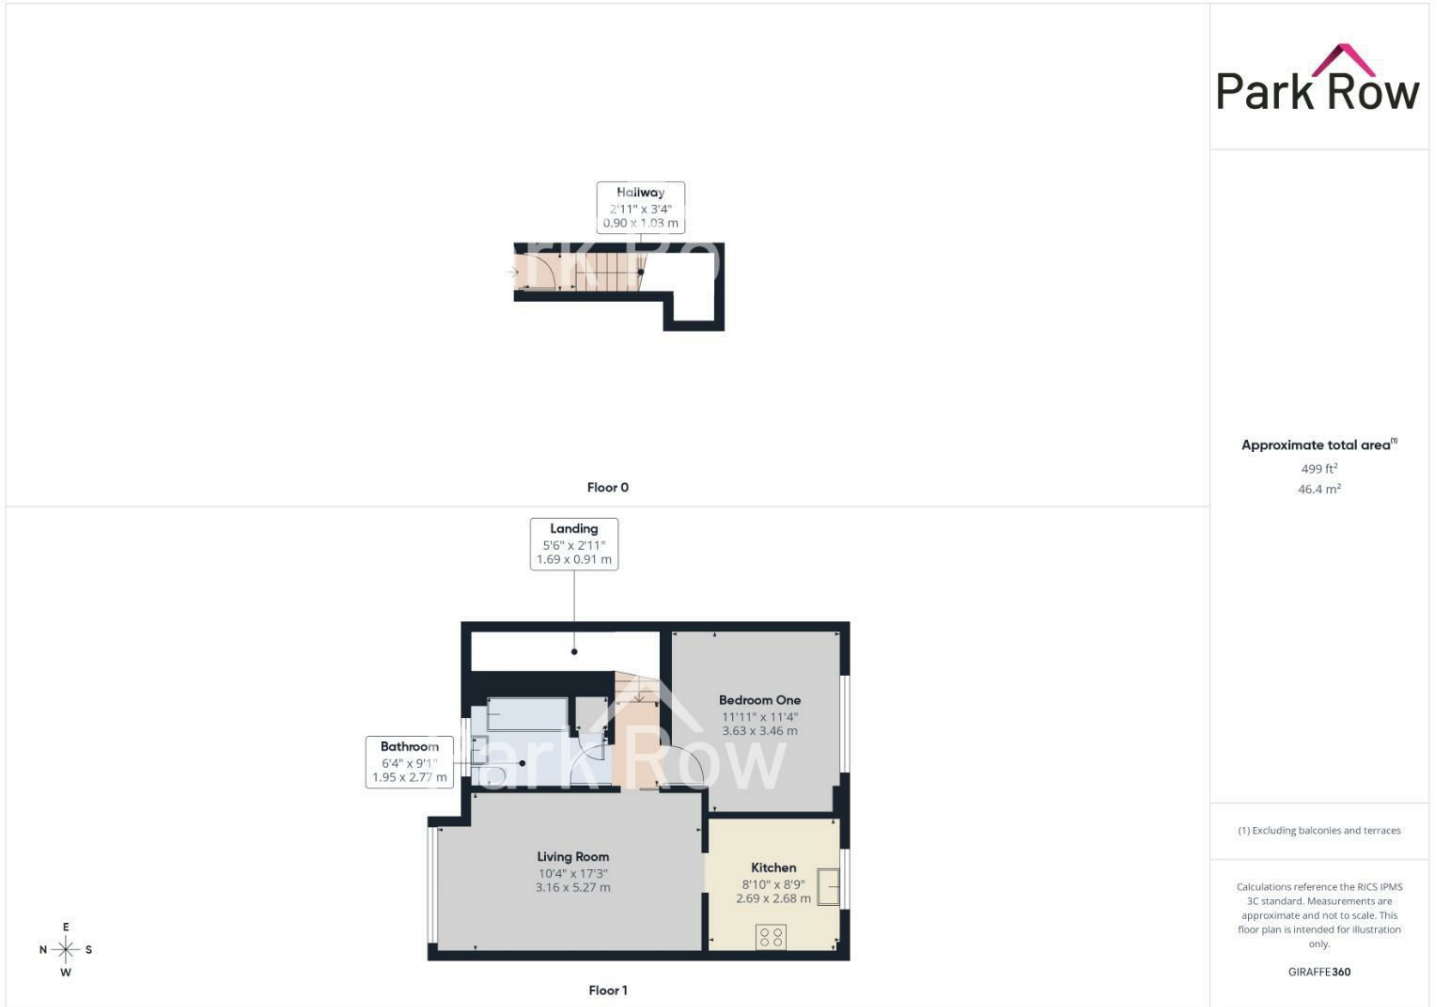 Park Row
Hallway
2'11" x 3'4"
0.90 x 1.03 m
Park Row
Floor 0
Approximate total area(1)
499 ft²
46.4 m²
Landing
5'6" x 2'11"
1.69 x 0.91 m
Bedroom One
11'11" x 11'4"
3.63 x 3.46 m
Bathroom
6'4" x 9'1"
1.95 x 2.77 m
Park Row
Living Room
10'4" x 17'3"
3.16 x 5.27 m
Kitchen
8'10" x 8'9"
2.69 x 2.68 m
E
N S
W
Floor 1
(1) Excluding balconies and terraces
Calculations reference the RICS IPMS
3C standard. Measurements are
approximate and not to scale. This
floor plan is intended for illustration
only.
GIRAFFE360